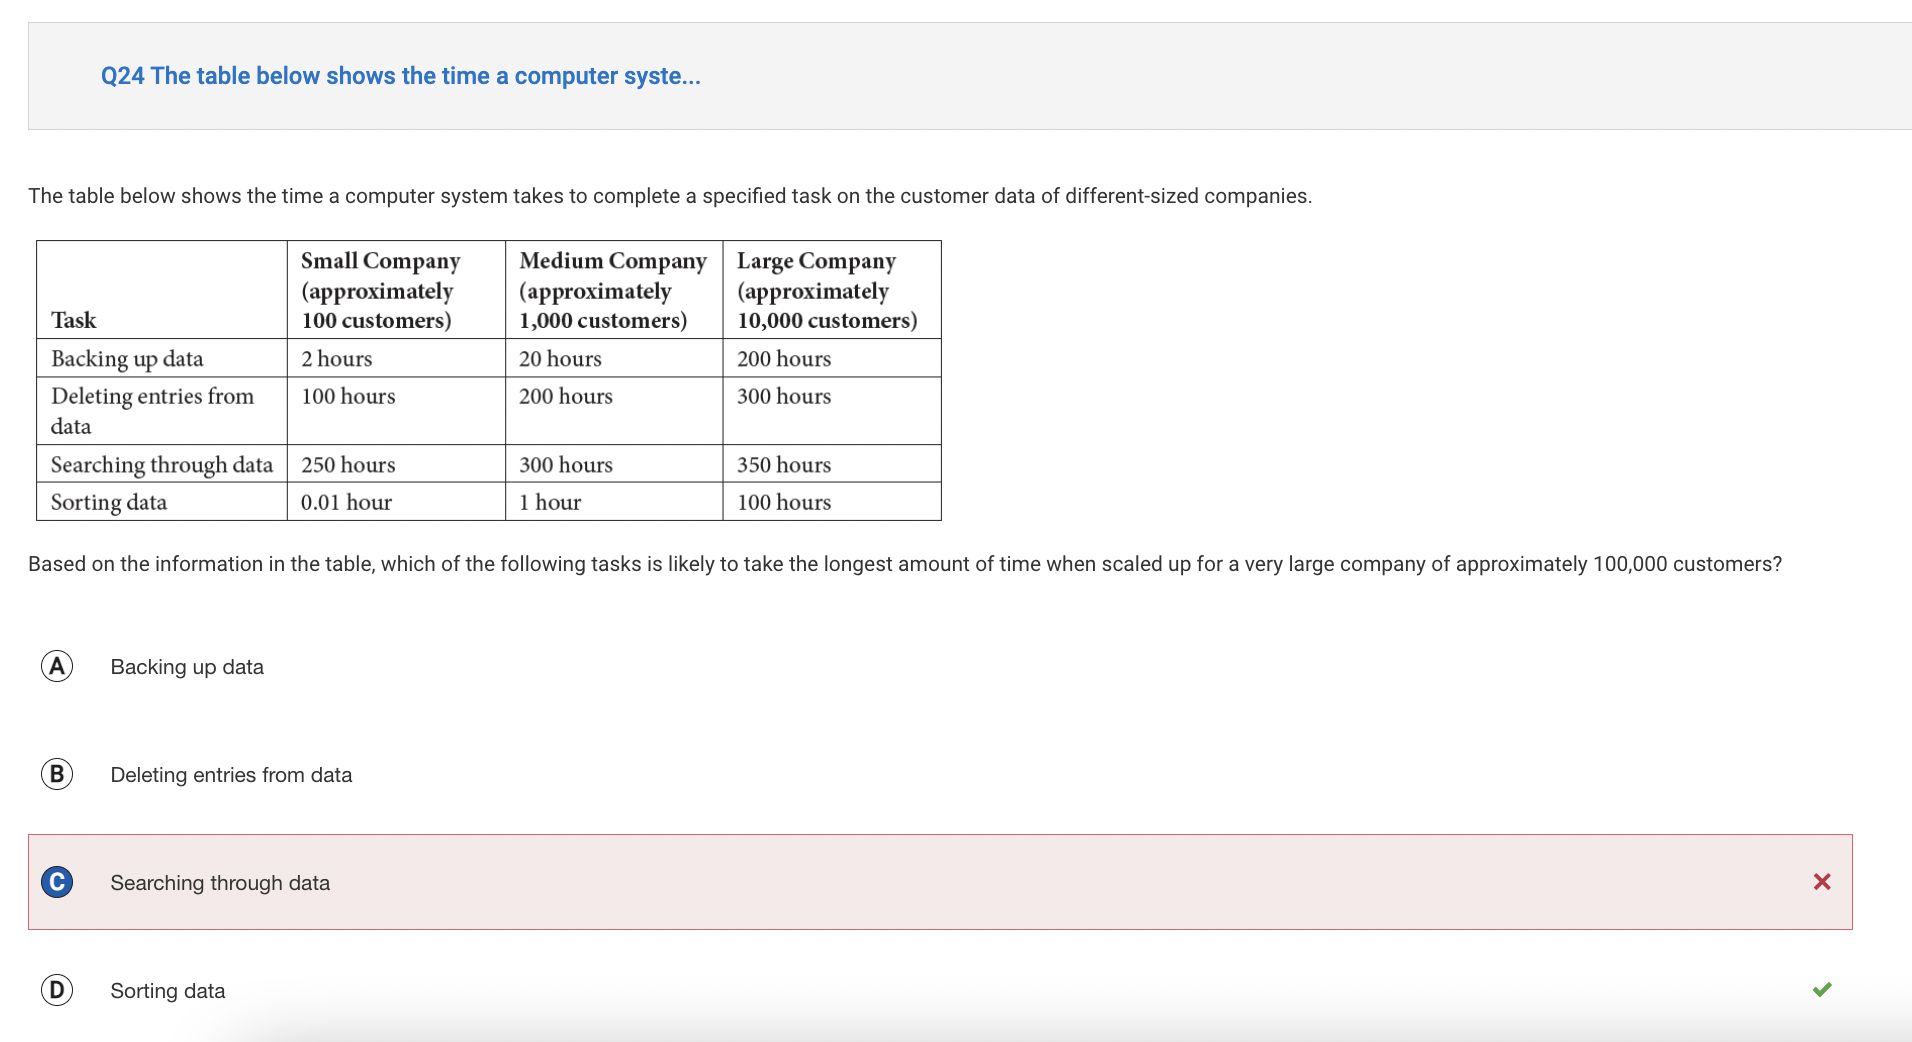 Q24 The table below shows the time a computer syste...
The table below shows the time a computer system takes to complete a specified task on the customer data of different-sized companies.
Task
Small Company (approximately 100 customers)
Medium Company (approximately 1,000 customers)
Large Company (approximately 10,000 customers)
Backing up data 2 hours 20 hours 200 hours
Deleting entries from data 100 hours 200 hours 300 hours
Searching through data 250 hours 300 hours 350 hours
Sorting data 0.01 hour 1 hour 100 hours
Based on the information in the table, which of the following tasks is likely to take the longest amount of time when scaled up for a very large company of approximately 100,000 customers?
A Backing up data
B Deleting entries from data
C Searching through data
D Sorting data